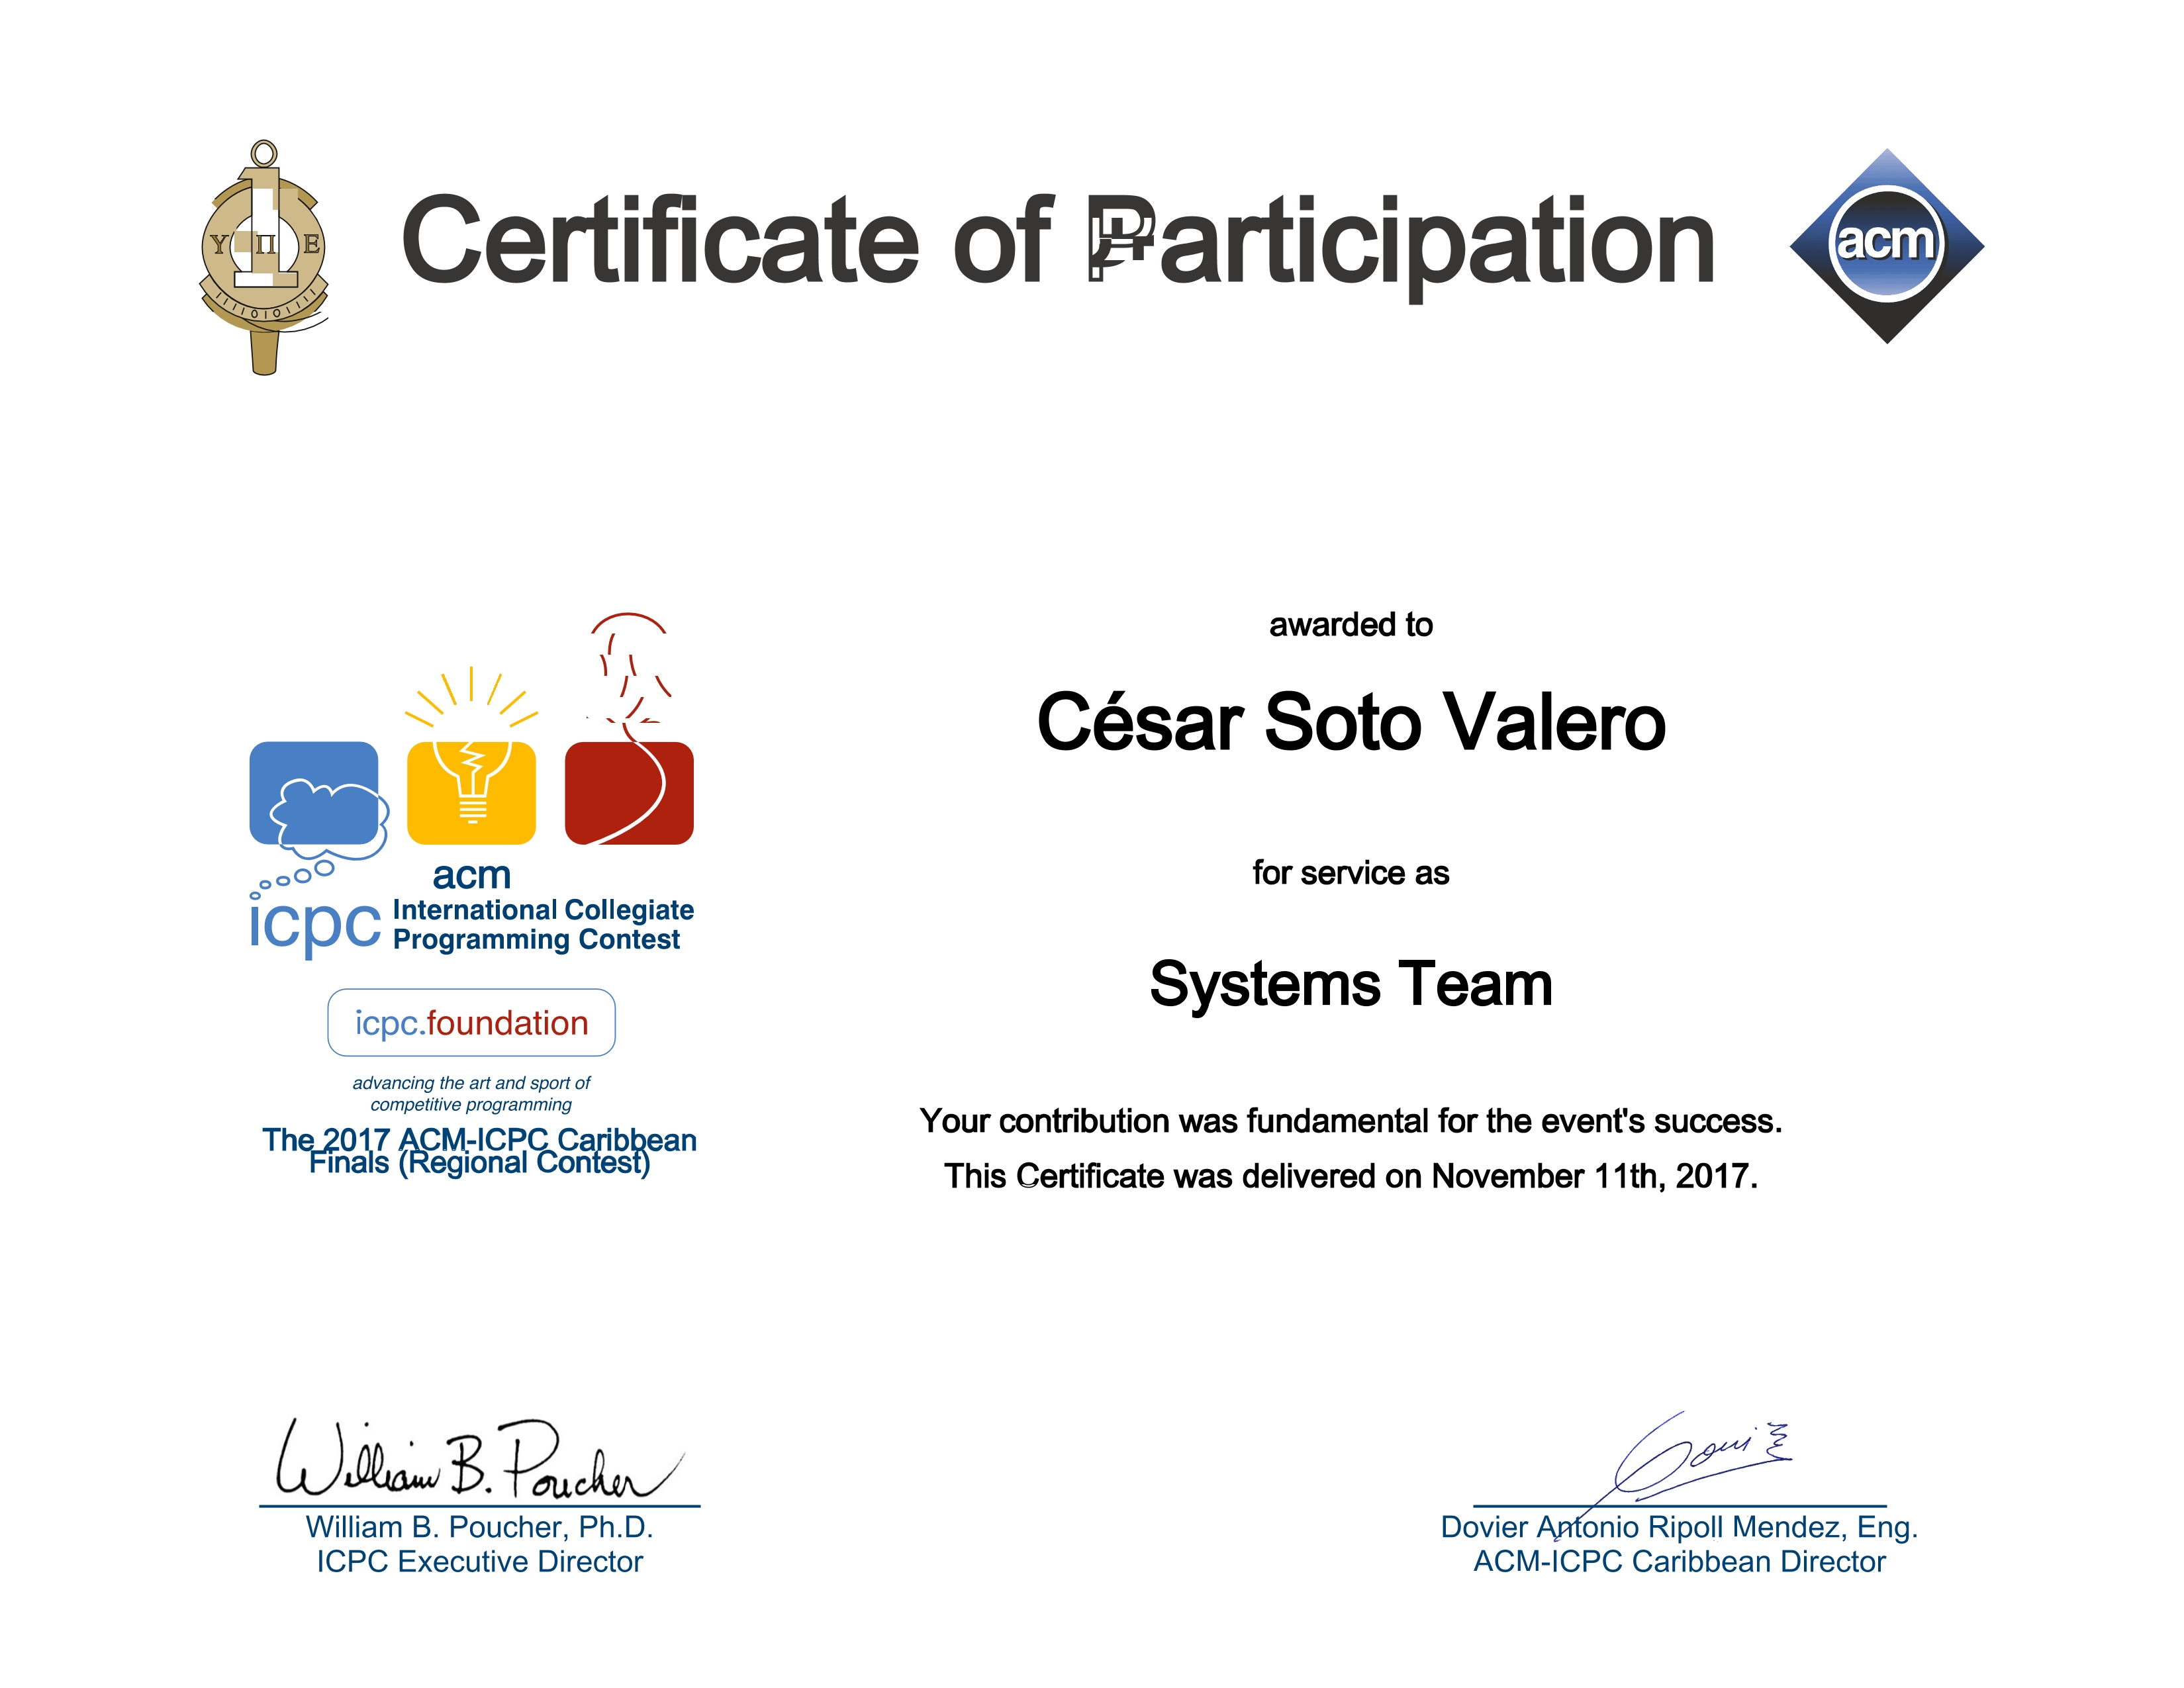 Certificate of Participation
Υ Π Ε
acm
awarded to
César Soto Valero
for service as
Systems Team
Your contribution was fundamental for the event's success.
This Certificate was delivered on November 11th, 2017.
acm
icpc International Collegiate
Programming Contest
icpc.foundation
advancing the art and sport of
competitive programming
The 2017 ACM-ICPC Caribbean
Finals (Regional Contest)
William B. Poucher
William B. Poucher, Ph.D.
ICPC Executive Director
Dovier Antonio Ripoll Mendez, Eng.
ACM-ICPC Caribbean Director